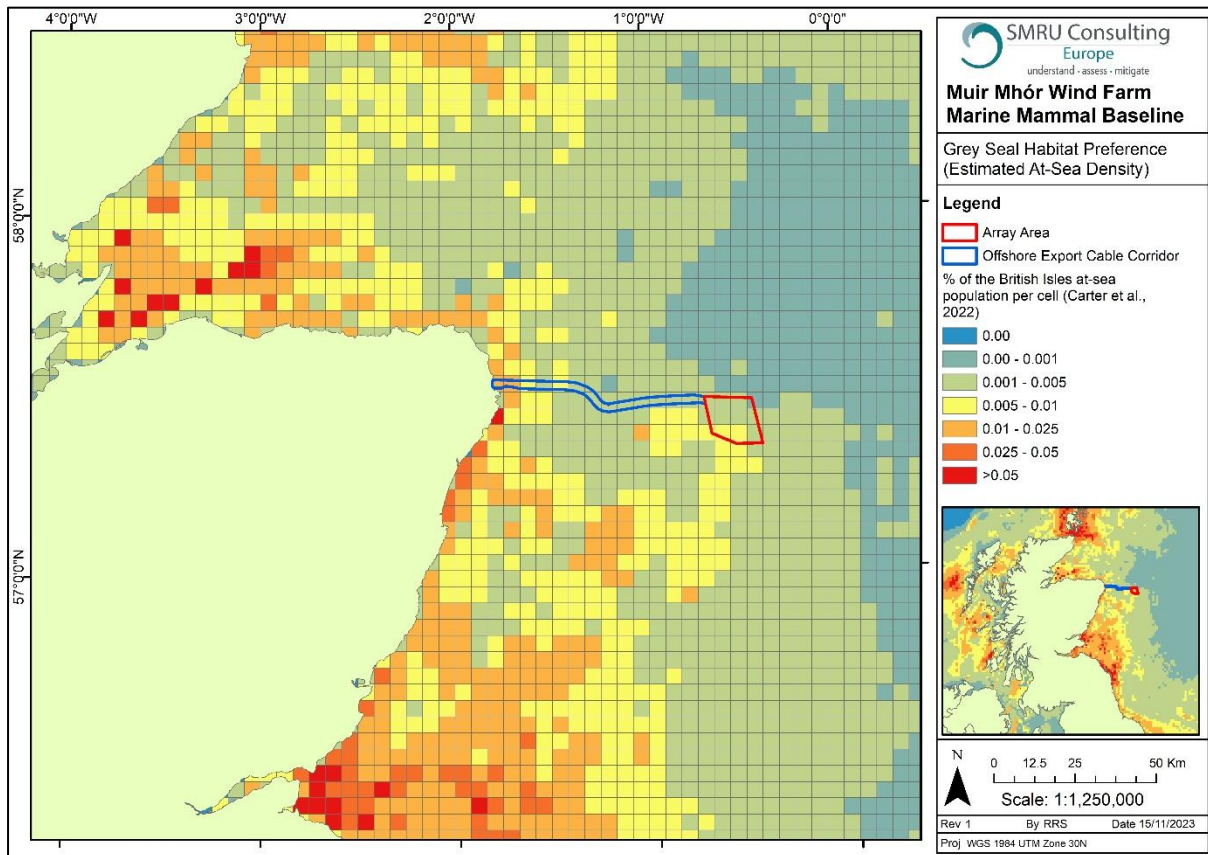 4°0'0"W
3°0'0"W
2°0'0"W
1°0'0"W
0°0'0"
58°0'0"N
57°0'0"N
SMRU Consulting
Europe
understand - assess - mitigate
Muir Mhór Wind Farm
Marine Mammal Baseline
Grey Seal Habitat Preference
(Estimated At-Sea Density)
Legend
Array Area
Offshore Export Cable Corridor
% of the British Isles at-sea
population per cell (Carter et al.,
2022)
0.00
0.00 - 0.001
0.001 - 0.005
0.005 - 0.01
0.01 - 0.025
0.025 - 0.05
>0.05
N
0 12.5 25 50 Km
Scale: 1:1,250,000
Rev 1 By RRS Date 15/11/2023
Proj WGS 1984 UTM Zone 30N